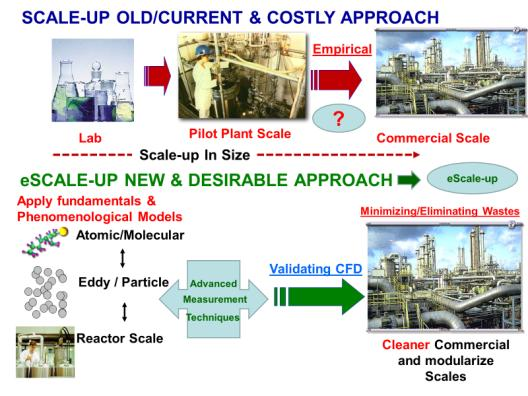 SCALE-UP OLD/CURRENT & COSTLY APPROACH
Empirical
?
Lab
Pilot Plant Scale
Commercial Scale
Scale-up In Size
eSCALE-UP NEW & DESIRABLE APPROACH
eScale-up
Apply fundamentals &
Phenomenological Models
Minimizing/Eliminating Wastes
Atomic/Molecular
Eddy / Particle
Reactor Scale
Advanced
Measurement
Techniques
Validating CFD
Cleaner Commercial
and modularize
Scales